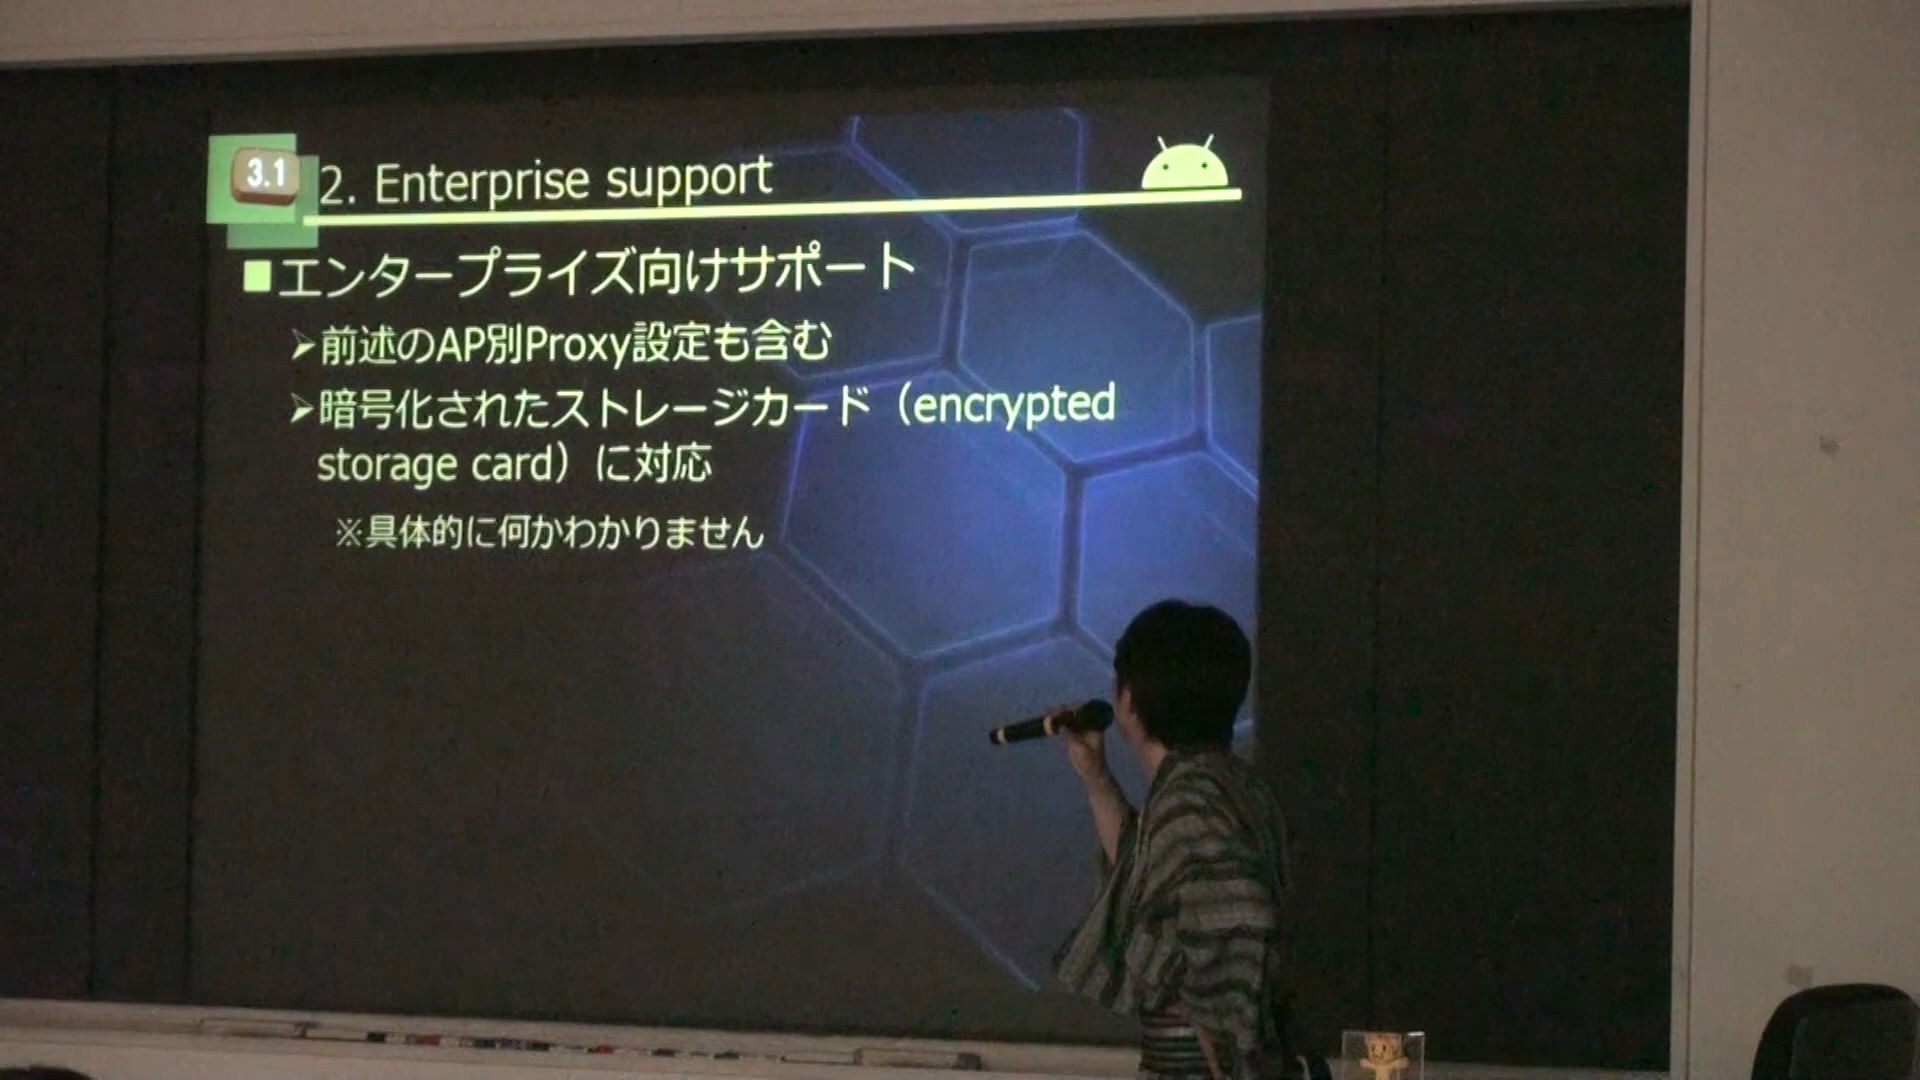 3.1
2. Enterprise support
■エンタープライズ向けサポート
➢前述のAP別Proxy設定も含む
➢暗号化されたストレージカード（encrypted
storage card）に対応
※具体的に何かわかりません